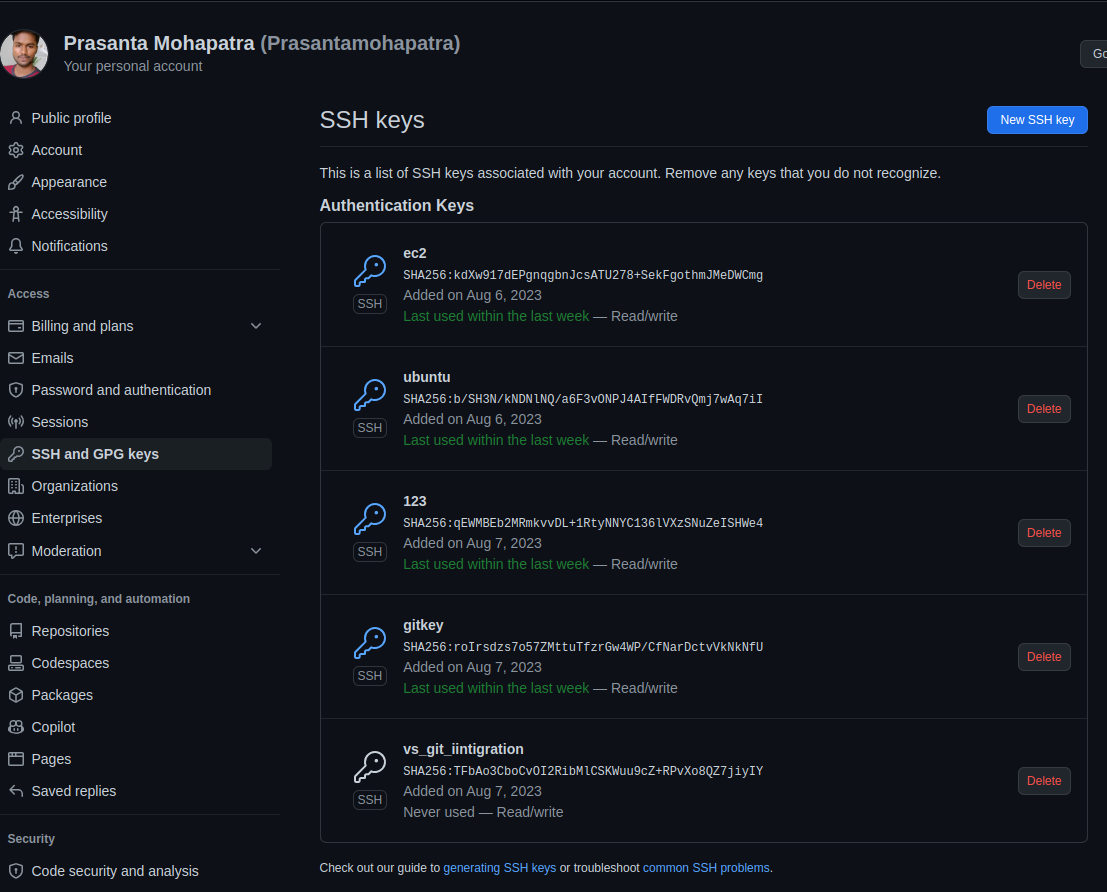 Prasanta Mohapatra (Prasantamohapatra)
Your personal account
Go
Public profile
Account
Appearance
Accessibility
Notifications
Access
Billing and plans
Emails
Password and authentication
Sessions
SSH and GPG keys
Organizations
Enterprises
Moderation
Code, planning, and automation
Repositories
Codespaces
Packages
Copilot
Pages
Saved replies
Security
Code security and analysis
SSH keys
New SSH key
This is a list of SSH keys associated with your account. Remove any keys that you do not recognize.
Authentication Keys
ec2
SHA256:kdXw917dEPgnqgbnJcsATU278+SekFgothmJMeDWCmg
SSH
Added on Aug 6, 2023
Last used within the last week — Read/write
Delete
ubuntu
SHA256:b/SH3N/kNDNlNQ/a6F3vONPJ4AIfFWDRvQmj7wAq7iI
SSH
Added on Aug 6, 2023
Last used within the last week — Read/write
Delete
123
SHA256:qEWMBEb2MRmkvvDL+1RtyNNYC136lVXzSNuZeISHWe4
SSH
Added on Aug 7, 2023
Last used within the last week — Read/write
Delete
gitkey
SHA256:roIrsdzs7o57ZMttuTfzrGw4WP/CfNarDctvVkNkNfU
SSH
Added on Aug 7, 2023
Last used within the last week — Read/write
Delete
vs_git_iintigration
SHA256:TFbAo3CboCvOI2RibMlCSKWuu9cZ+RPvXo8QZ7jiyIY
SSH
Added on Aug 7, 2023
Never used — Read/write
Delete
Check out our guide to generating SSH keys or troubleshoot common SSH problems.